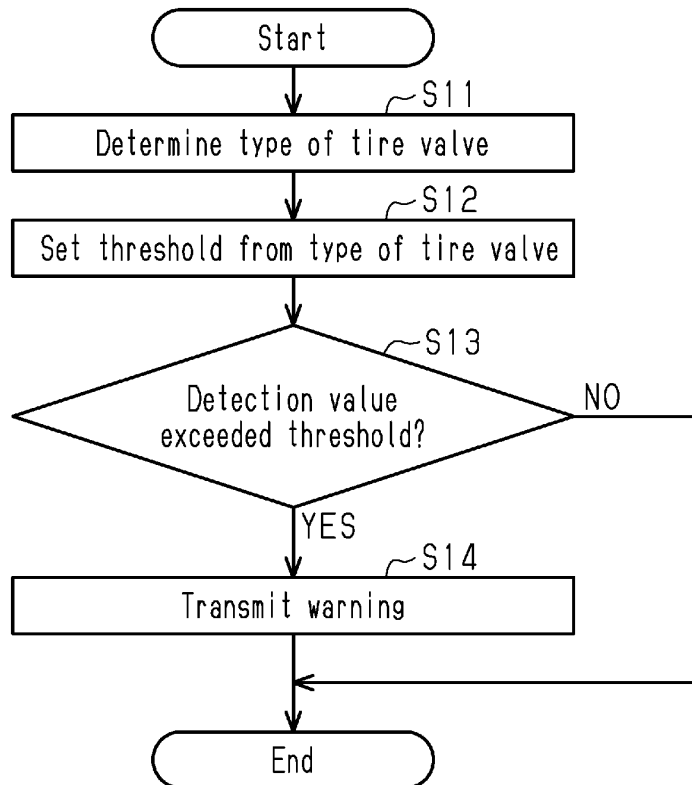 Start
S11
Determine type of tire valve
S12
Set threshold from type of tire valve
S13
Detection value
exceeded threshold?
NO
YES
S14
Transmit warning
End